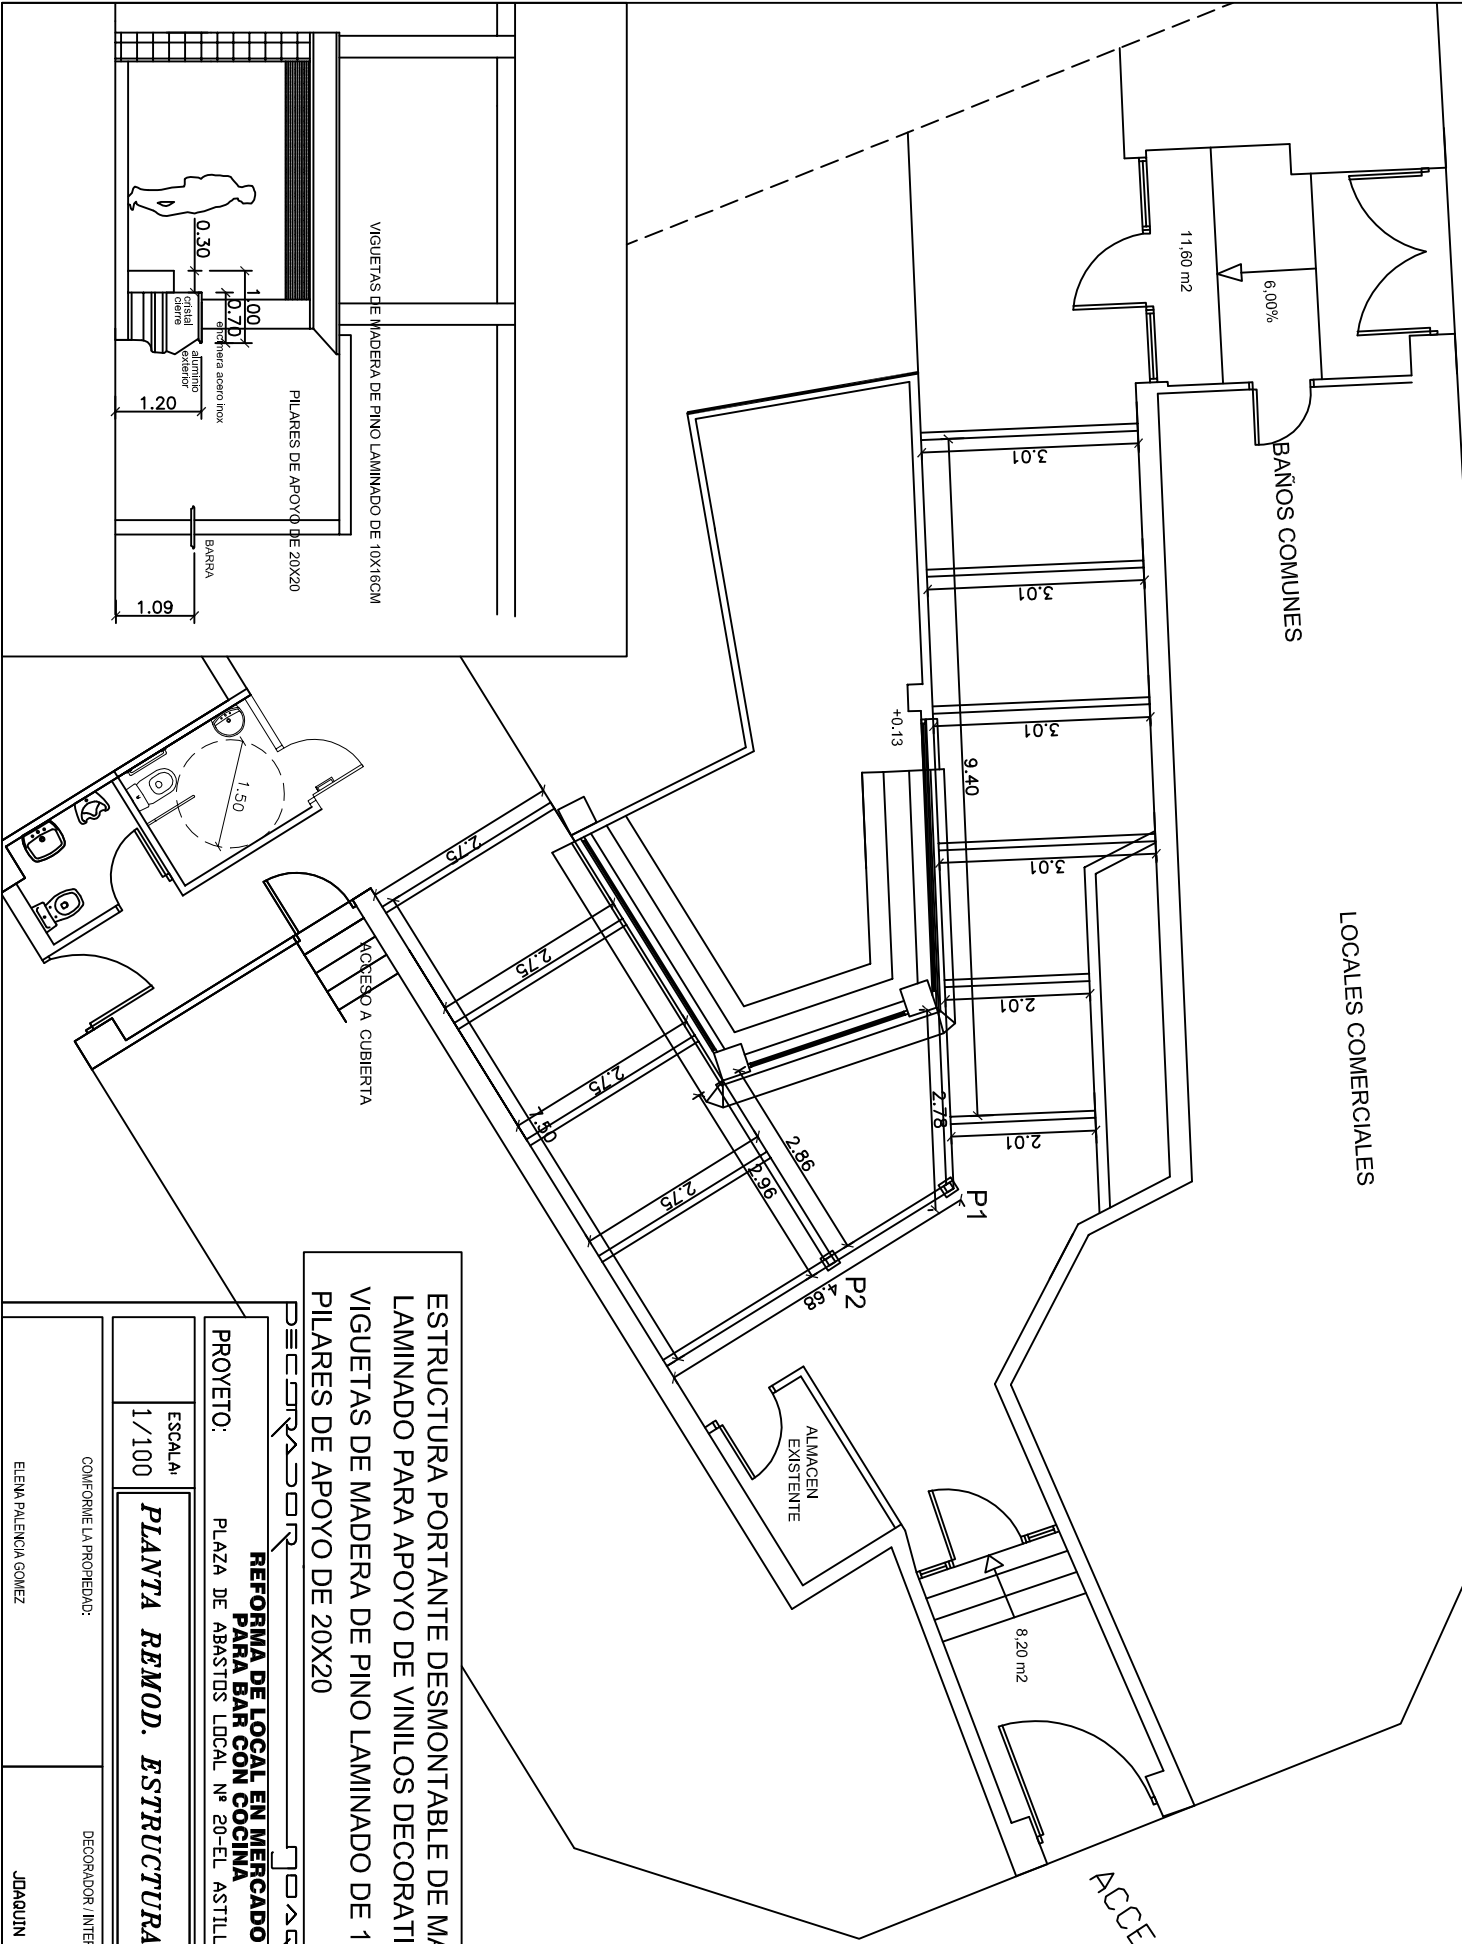 VIGUETAS DE MADERA DE PINO LAMINADO DE 10X16CM
PILARES DE APOYO DE 20X20
0.30
1.00
0.70
encimera acero inox
cristal
cierre
aluminio
exterior
1.20
BARRA
1.09
11,60 m2
6,00%
BAÑOS COMUNES
LOCALES COMERCIALES
3.01
3.01
3.01
3.01
2.01
2.01
9.40
+0.13
2.78
P1
P2
4.68
2.86
2.96
2.75
2.75
2.75
2.75
7.50
1.50
ACCESO A CUBIERTA
ALMACEN
EXISTENTE
8,20 m2
ACCE
ESTRUCTURA PORTANTE DESMONTABLE DE MA
LAMINADO PARA APOYO DE VINILOS DECORATI
VIGUETAS DE MADERA DE PINO LAMINADO DE 1
PILARES DE APOYO DE 20X20
DECORADOR JOAQ
PROYETO:
REFORMA DE LOCAL EN MERCADO
PARA BAR CON COCINA
PLAZA DE ABASTOS LOCAL Nº 20-EL ASTILL
ESCALA:
1/100
PLANTA REMOD. ESTRUCTURA
COMFORME LA PROPIEDAD:
ELENA PALENCIA GOMEZ
DECORADOR / INTER
JOAQUIN